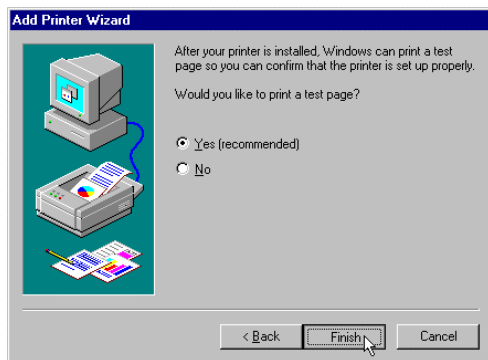 Add Printer Wizard
After your printer is installed, Windows can print a test
page so you can confirm that the printer is set up properly.
Would you like to print a test page?
Yes (recommended)
No
< Back Finish Cancel